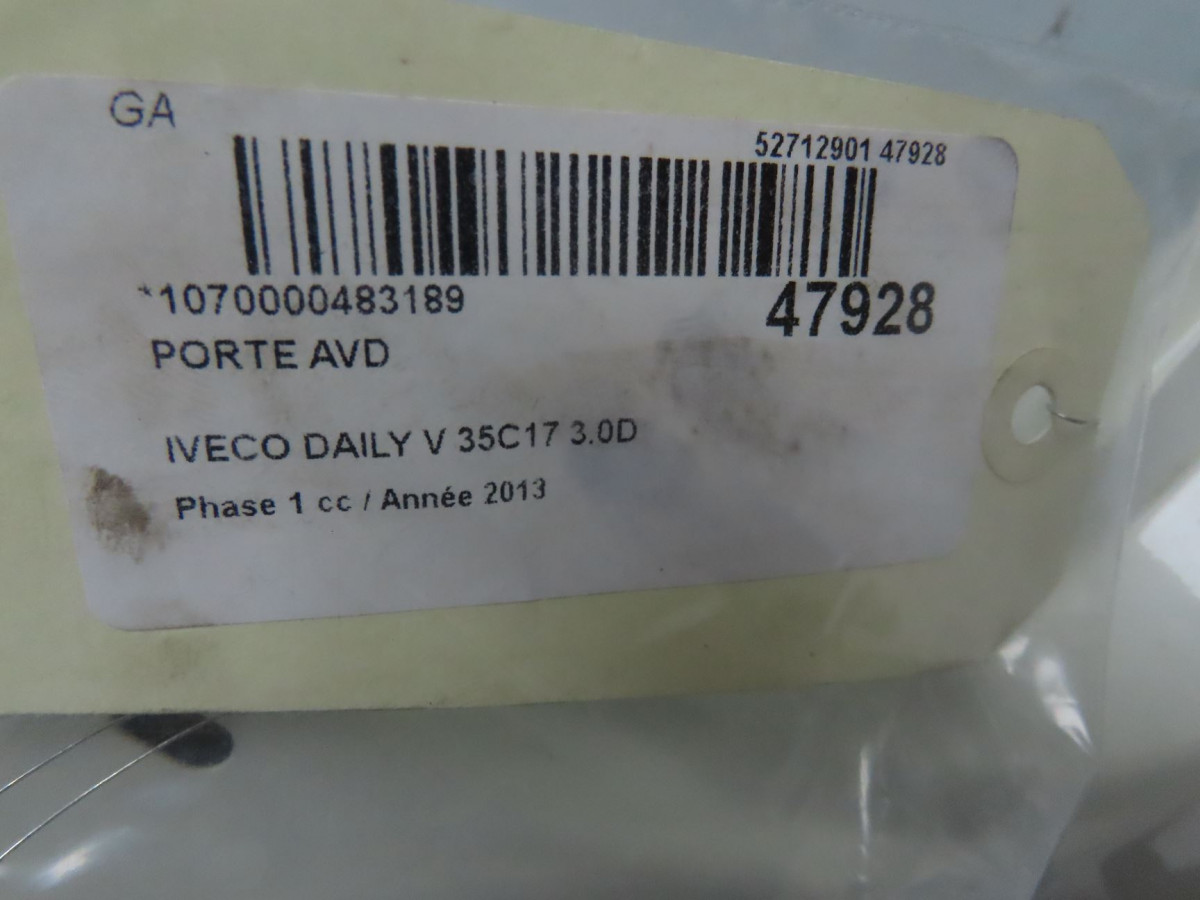 GA
52712901 47928
*1070000483189
47928
PORTE AVD
IVECO DAILY V 35C17 3.0D
Phase 1 cc / Année 2013